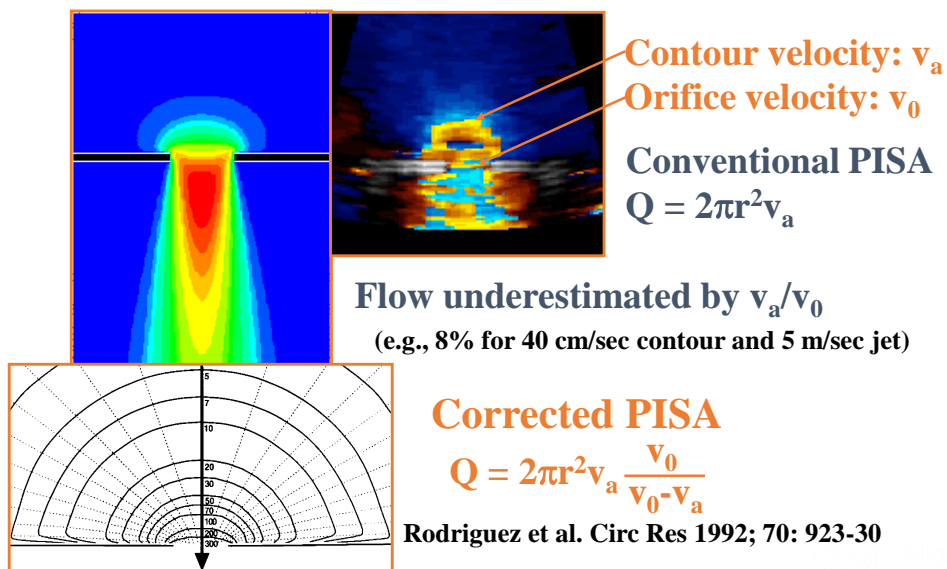 Contour velocity: vₐ
Orifice velocity: v₀
Conventional PISA
Q = 2πr²vₐ
Flow underestimated by vₐ/v₀
(e.g., 8% for 40 cm/sec contour and 5 m/sec jet)
5
7
10
20
30
50
70
100
200
300
Corrected PISA
Q = 2πr²vₐ v₀/(v₀-vₐ)
Rodriguez et al. Circ Res 1992; 70: 923-30